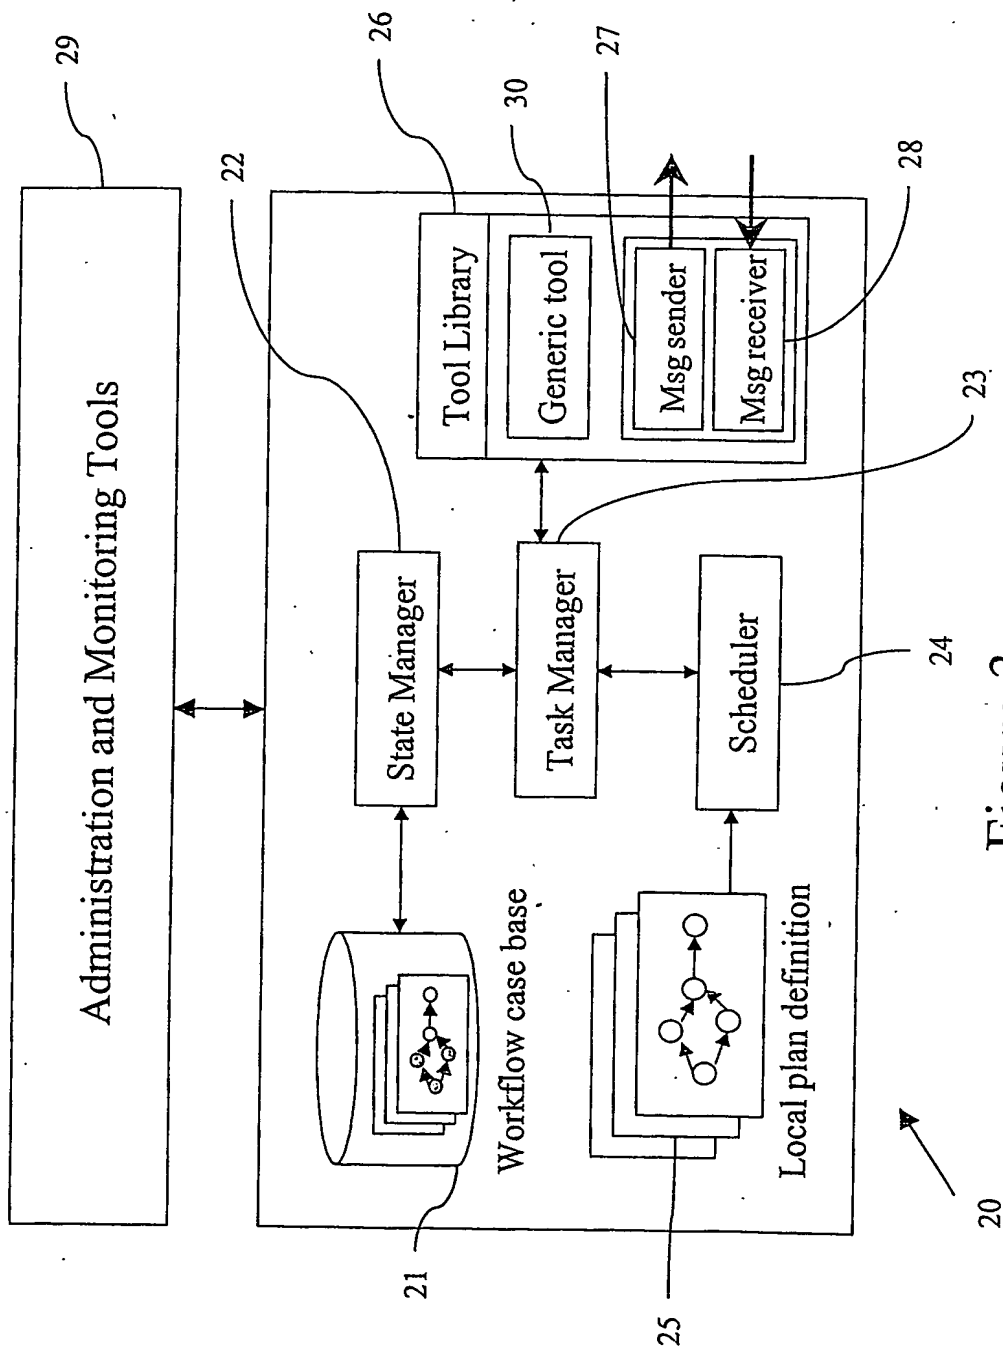 Administration and Monitoring Tools
29
22
26
State Manager
Tool Library
30
Generic tool
27
21
Workflow case base
Task Manager
Msg sender
Msg receiver
28
23
25
Local plan definition
Scheduler
24
20
Figure